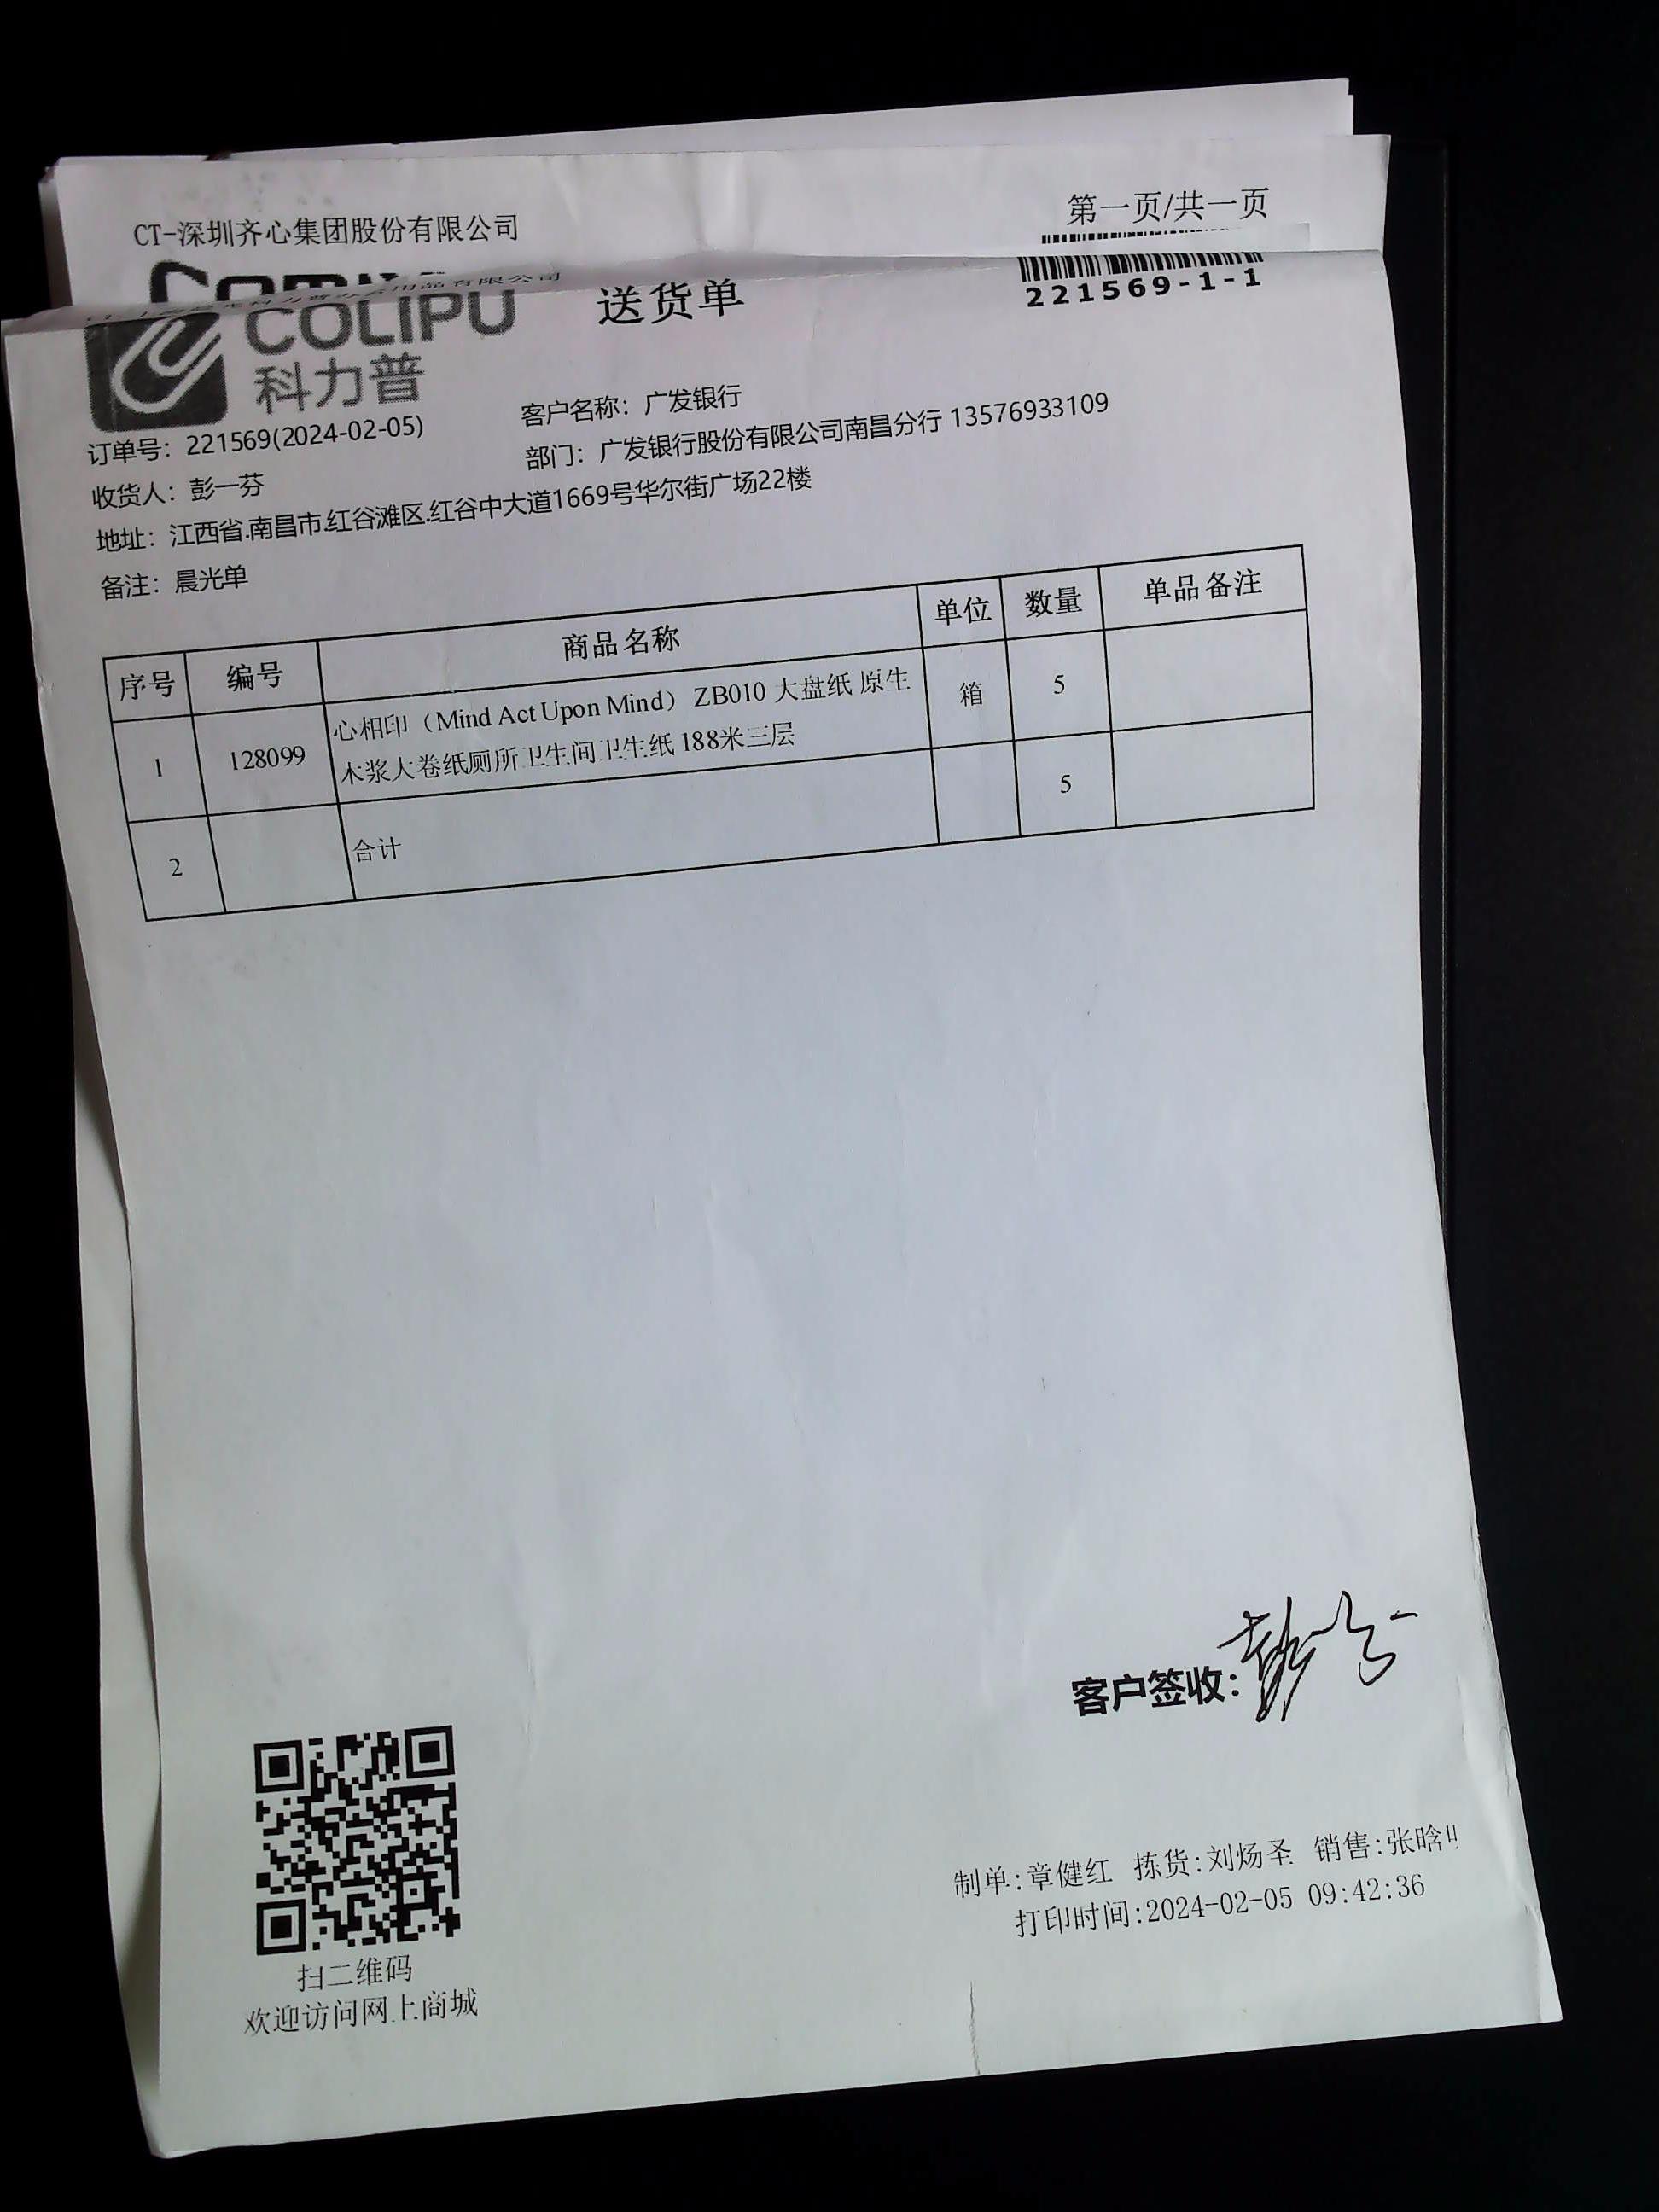 CT-深圳齐心集团股份有限公司
第一页/共一页
COLIPU
科力普
送货单
221569-1-1
订单号：221569(2024-02-05)
客户名称：广发银行
收货人：彭一芬
部门：广发银行股份有限公司南昌分行 13576933109
地址：江西省.南昌市.红谷滩区.红谷中大道1669号华尔街广场22楼
备注：晨光单
序号 编号 商品名称 单位 数量 单品备注
1 128099 心相印（Mind Act Upon Mind） ZB010 大盘纸 原生
木浆大卷纸厕所卫生间卫生纸 188米三层 箱 5
2 合计 5
客户签收：
制单:章健红 拣货:刘炀圣 销售:张晗
打印时间:2024-02-05 09:42:36
扫二维码
欢迎访问网上商城